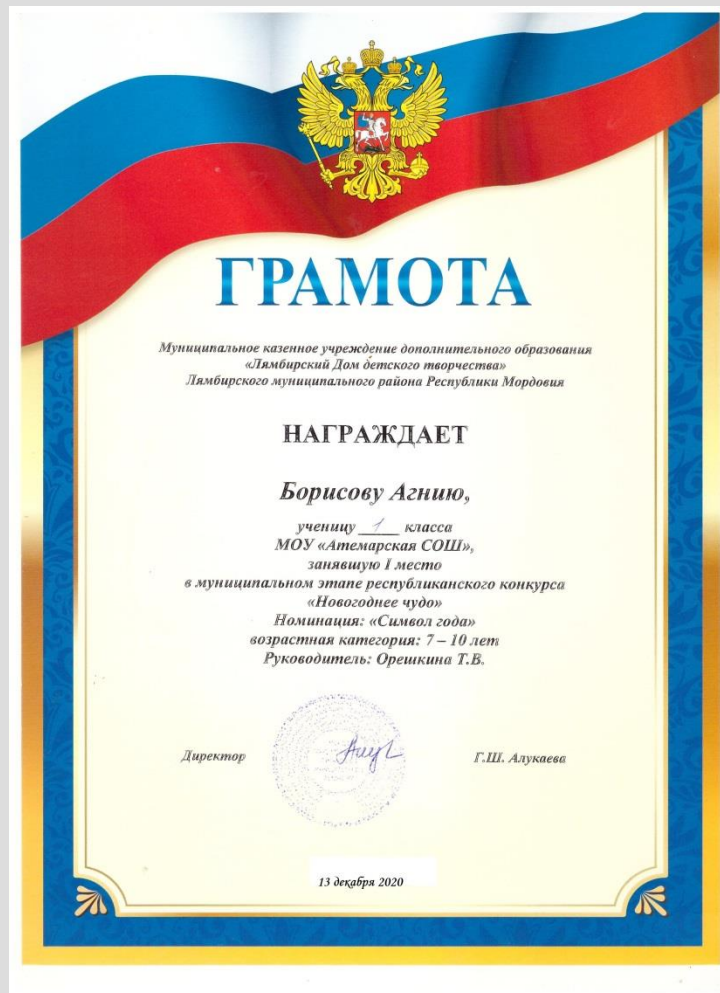 ГРАМОТА
Муниципальное казенное учреждение дополнительного образования
«Лямбирский Дом детского творчества»
Лямбирского муниципального района Республики Мордовия
НАГРАЖДАЕТ
Борисову Агнию,
ученицу 1 класса
МОУ «Атемарская СОШ»,
занявшую I место
в муниципальном этапе республиканского конкурса
«Новогоднее чудо»
Номинация: «Символ года»
возрастная категория: 7 – 10 лет
Руководитель: Орешкина Т.В.
Директор Г.Ш. Алукаева
13 декабря 2020